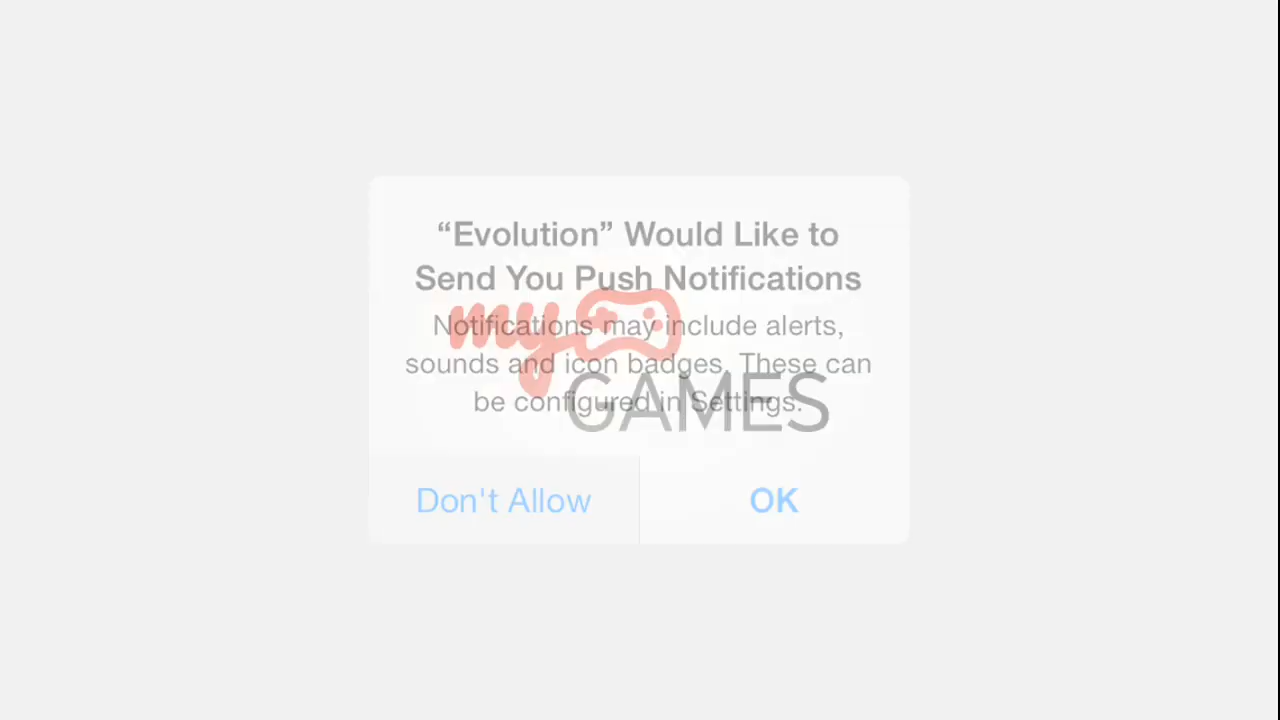 “Evolution” Would Like to
Send You Push Notifications
Notifications may include alerts,
sounds and icon badges. These can
be configured in Settings.
my
GAMES
Don't Allow
OK